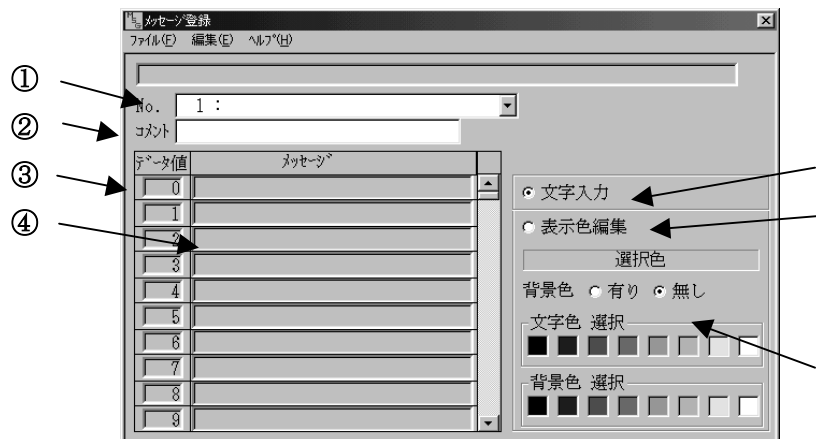 メッセージ登録
ファイル(F) 編集(E) ヘルプ(H)
① No. 1 :
② コメント
③ データ値 メッセージ
④
0
1
2
3
4
5
6
7
8
9
文字入力
表示色編集
選択色
背景色 有り 無し
文字色 選択
背景色 選択